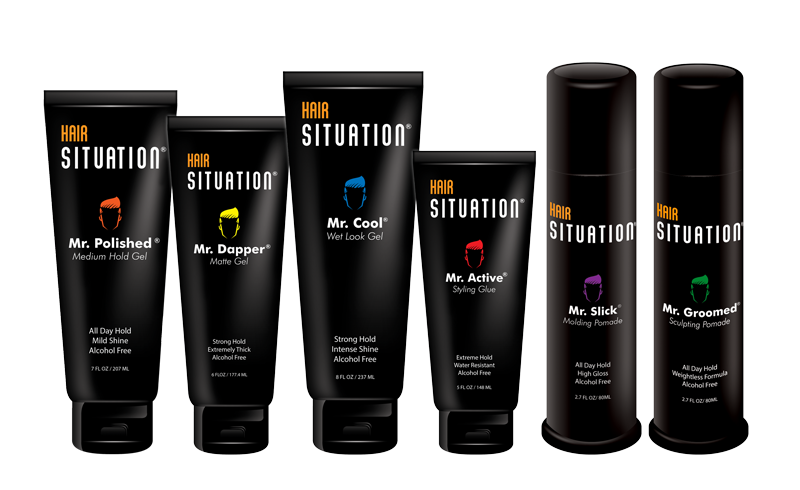 HAIR
SITUATION®
Mr. Polished®
Medium Hold Gel
All Day Hold
Mild Shine
Alcohol Free
7 FL OZ/ 207 ML
HAIR
SITUATION®
Mr. Dapper®
Matte Gel
Strong Hold
Extremely Thick
Alcohol Free
6 FLOZ / 177.4 ML
HAIR
SITUATION®
Mr. Cool®
Wet Look Gel
Strong Hold
Intense Shine
Alcohol Free
8 FL OZ/ 237 ML
HAIR
SITUATION®
Mr. Active®
Styling Glue
Extreme Hold
Water Resistant
Alcohol Free
5 FL OZ/ 148 ML
HAIR
SITUATION®
Mr. Slick®
Molding Pomade
All Day Hold
High Gloss
Alcohol Free
2.7 FL OZ/ 80ML
HAIR
SITUATION®
Mr. Groomed®
Sculpting Pomade
All Day Hold
Weightless Formula
Alcohol Free
2.7 FL OZ/ 80ML